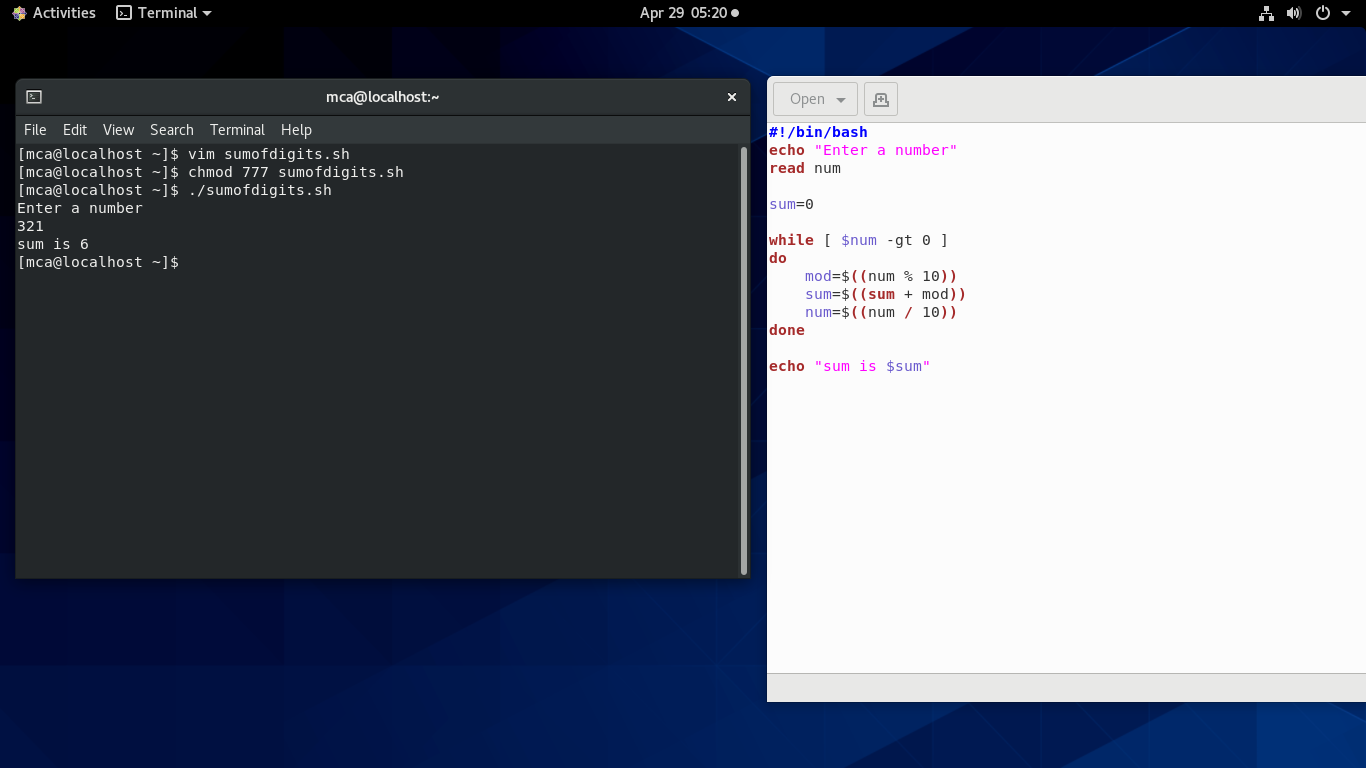 Activities Terminal Apr 29 05:20
mca@localhost:~
File Edit View Search Terminal Help
[mca@localhost ~]$ vim sumofdigits.sh
[mca@localhost ~]$ chmod 777 sumofdigits.sh
[mca@localhost ~]$ ./sumofdigits.sh
Enter a number
321
sum is 6
[mca@localhost ~]$
Open
#!/bin/bash
echo "Enter a number"
read num

sum=0

while [ $num -gt 0 ]
do
    mod=$((num % 10))
    sum=$((sum + mod))
    num=$((num / 10))
done

echo "sum is $sum"